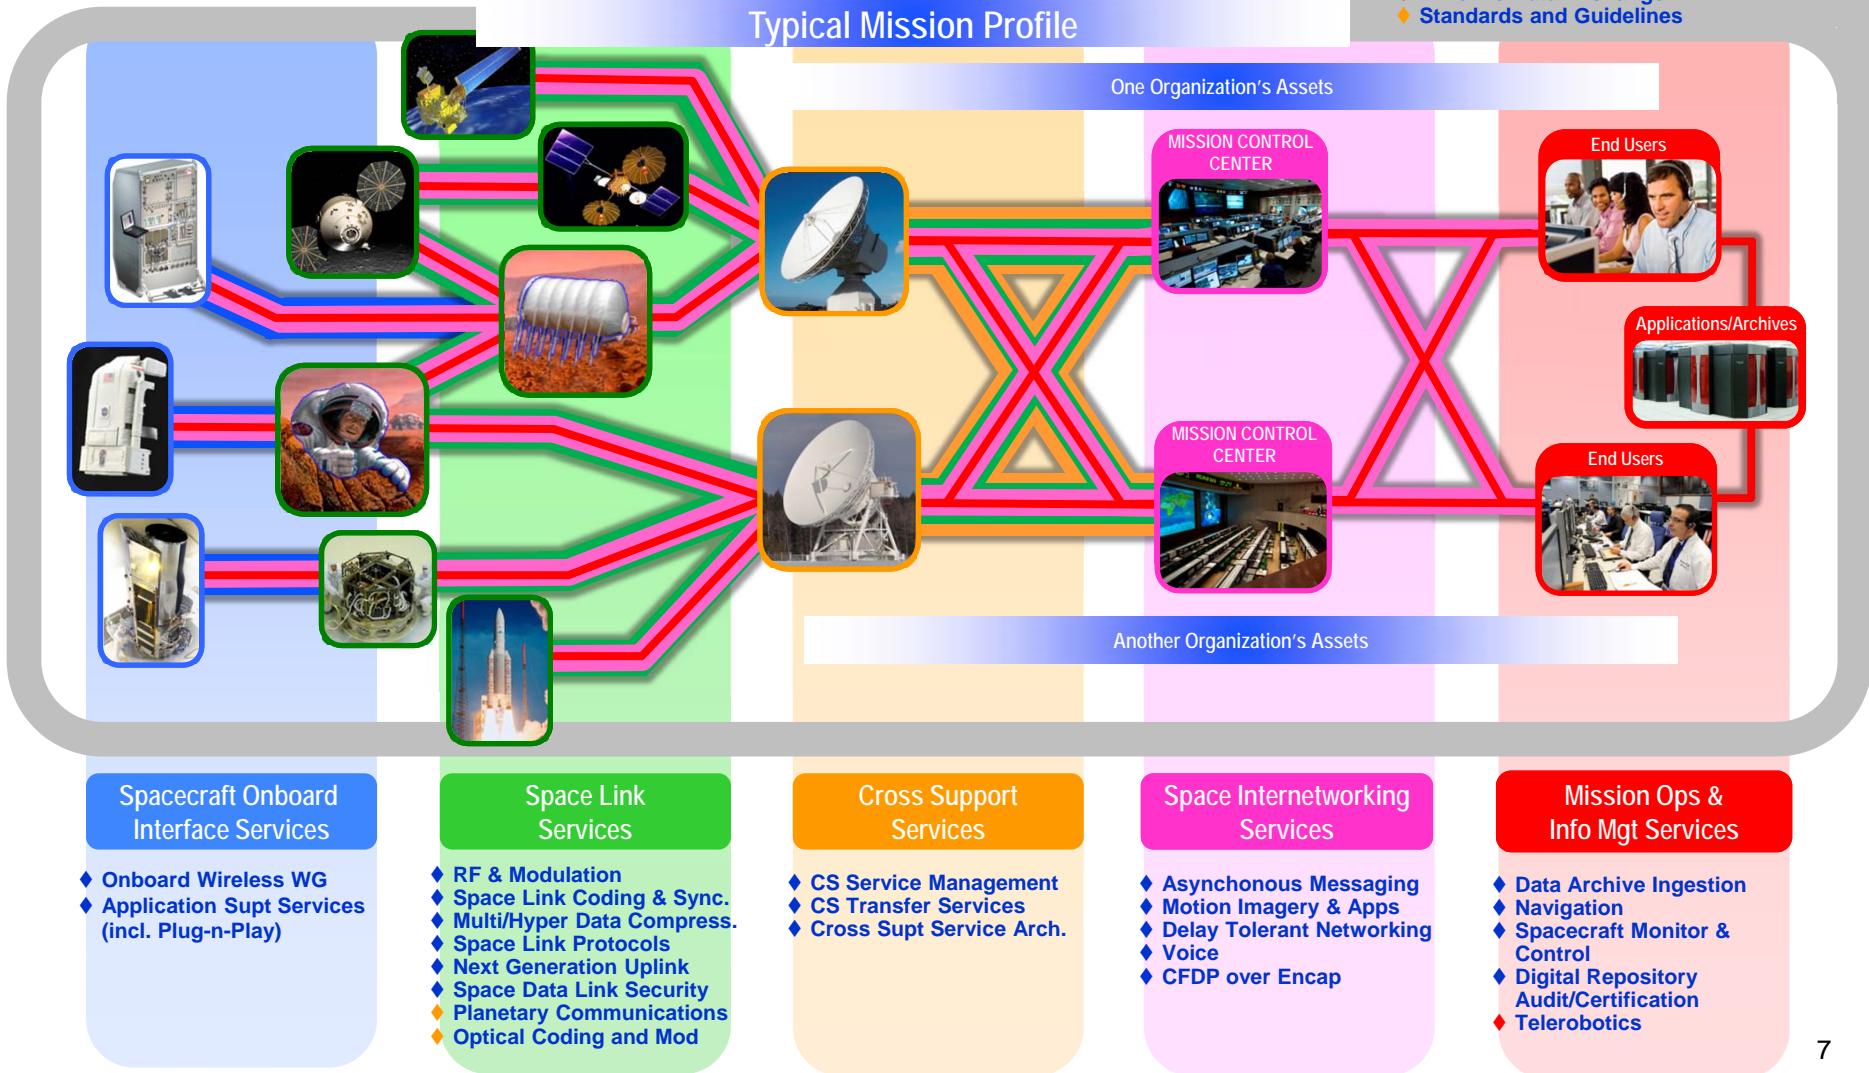 Typical Mission Profile
Standards and Guidelines
One Organization's Assets
MISSION CONTROL
CENTER
End Users
Applications/Archives
MISSION CONTROL
CENTER
End Users
Another Organization's Assets
Spacecraft Onboard
Interface Services
♦ Onboard Wireless WG
♦ Application Supt Services
(incl. Plug-n-Play)
Space Link
Services
♦ RF & Modulation
♦ Space Link Coding & Sync.
♦ Multi/Hyper Data Compress.
♦ Space Link Protocols
♦ Next Generation Uplink
♦ Space Data Link Security
♦ Planetary Communications
♦ Optical Coding and Mod
Cross Support
Services
♦ CS Service Management
♦ CS Transfer Services
♦ Cross Supt Service Arch.
Space Internetworking
Services
♦ Asynchonous Messaging
♦ Motion Imagery & Apps
♦ Delay Tolerant Networking
♦ Voice
♦ CFDP over Encap
Mission Ops &
Info Mgt Services
♦ Data Archive Ingestion
♦ Navigation
♦ Spacecraft Monitor &
Control
♦ Digital Repository
Audit/Certification
♦ Telerobotics
7